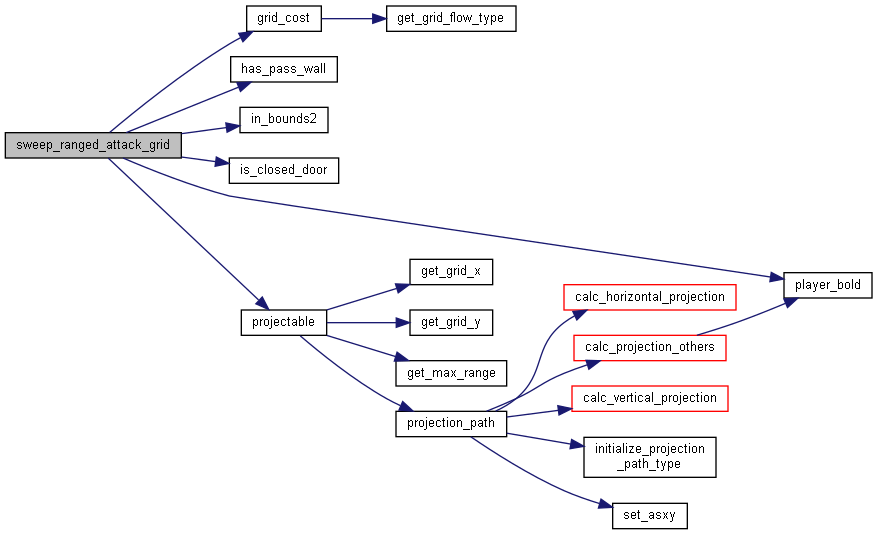 grid_cost
get_grid_flow_type
has_pass_wall
in_bounds2
sweep_ranged_attack_grid
is_closed_door
get_grid_x
player_bold
calc_horizontal_projection
projectable
get_grid_y
calc_projection_others
get_max_range
calc_vertical_projection
projection_path
initialize_projection
_path_type
set_asxy